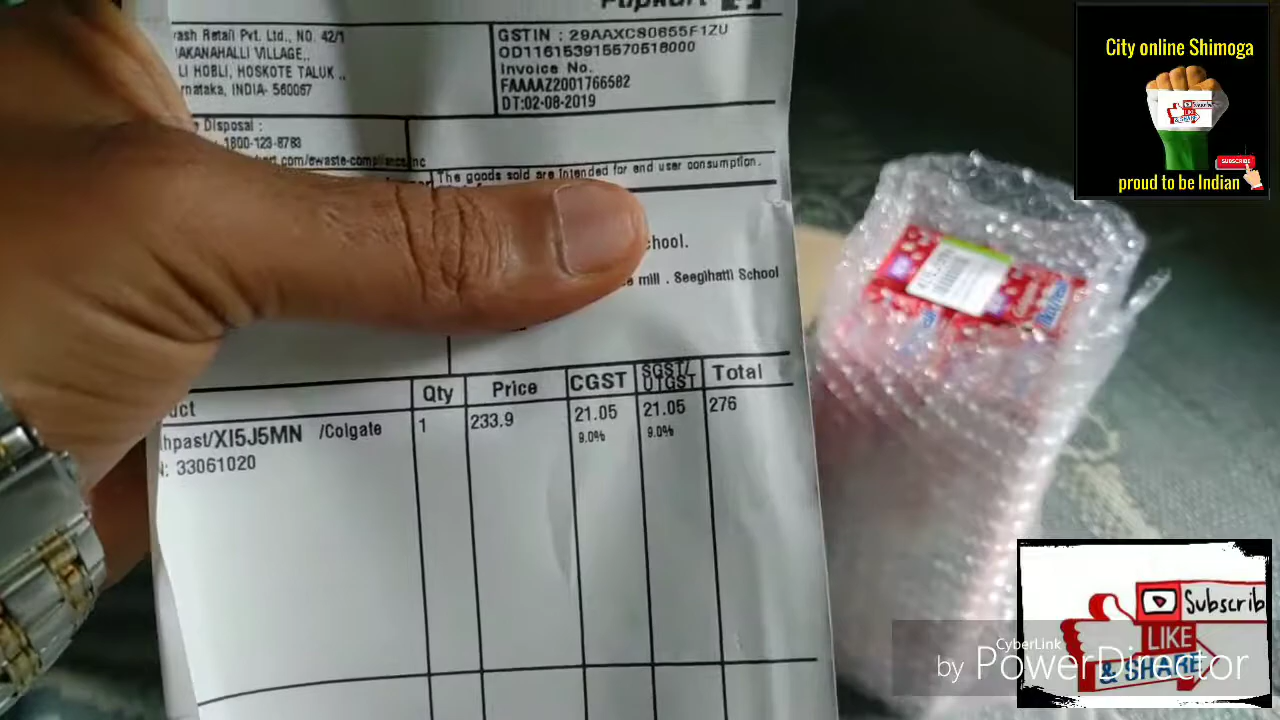 Flipkart
ash Retail Pvt. Ltd., NO. 42/1
AKANAHALLI VILLAGE,,
LI HOBLI, HOSKOTE TALUK ,,
rnataka, INDIA- 560067
GSTIN : 29AAXCS0655F1ZU
OD116153915570518000
Invoice No.
FAAAAZ2001766582
DT:02-08-2019
Disposal :
1800-123-8783
.com/ewaste-compliance
The goods sold are intended for end user consumption.
chool.
mill . Seegihatti School
uct
Qty
Price
CGST
SGST/
UTGST
Total
hpast/XI5J5MN /Colgate
1
233.9
21.05
9.0%
21.05
9.0%
276
N: 33061020
City online Shimoga
LIKE
& SHARE
SUBSCRIBE
proud to be Indian
Subscrib
LIKE
& SHARE
CyberLink
by PowerDirector